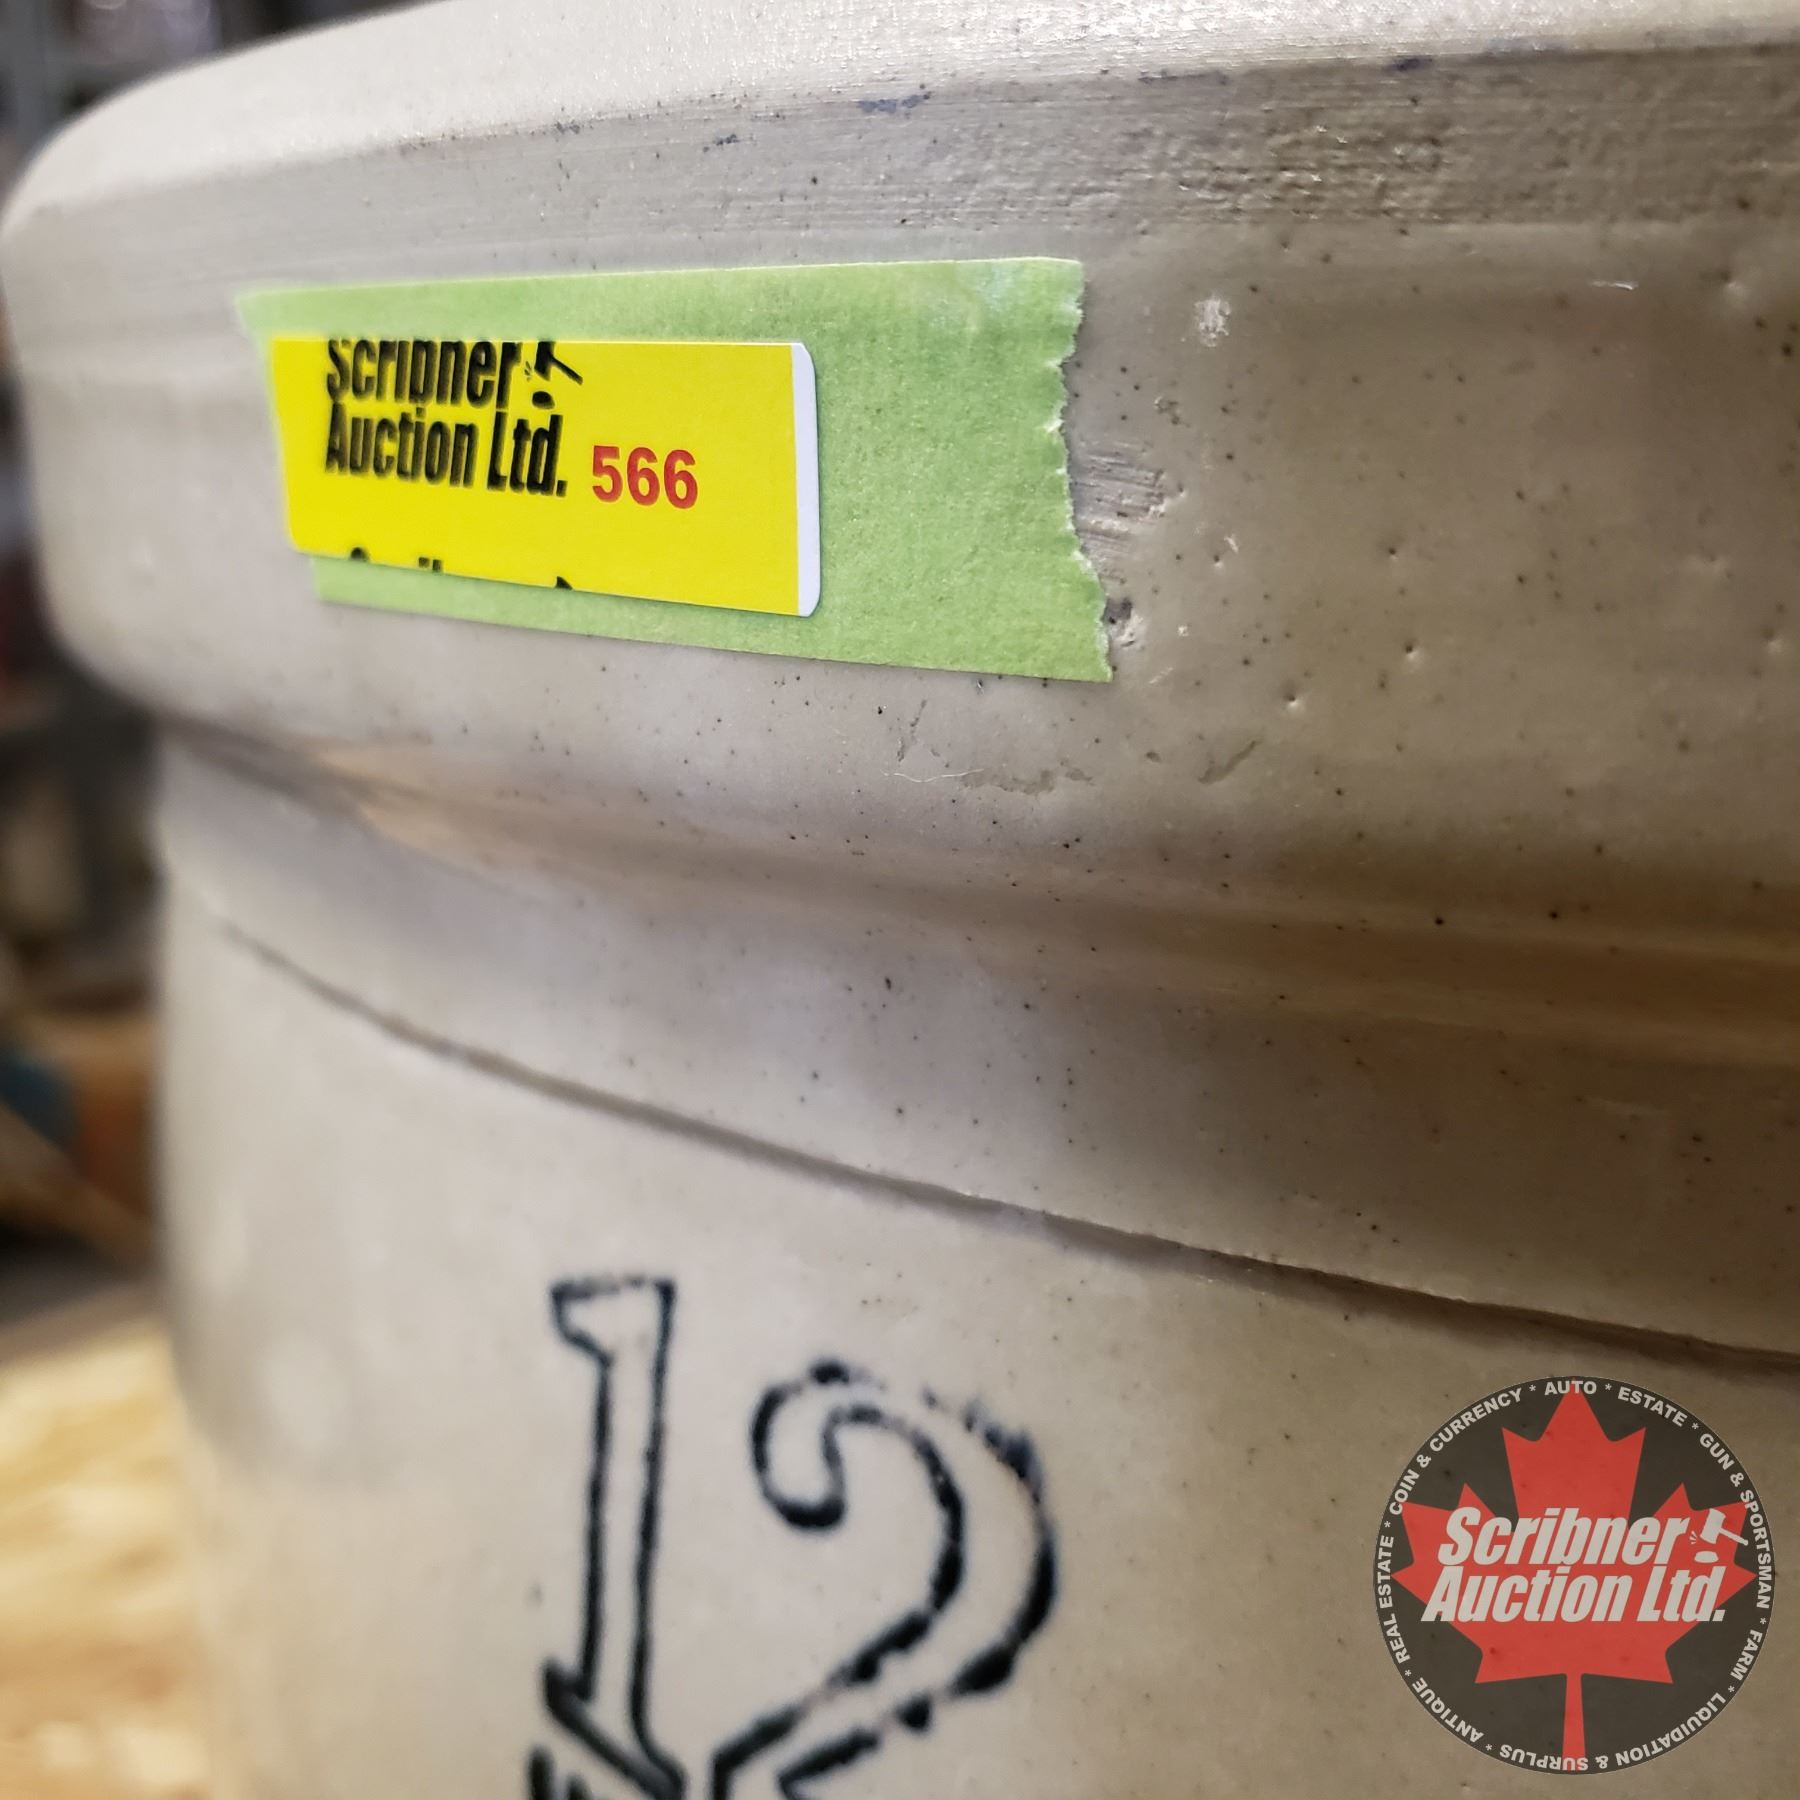 Scribner
Auction Ltd. 566
12
COIN & CURRENCY * AUTO * ESTATE * GUN & SPORTSMAN * FARM * LIQUIDATION & SURPLUS * ANTIQUE * REAL ESTATE *
Scribner
Auction Ltd.